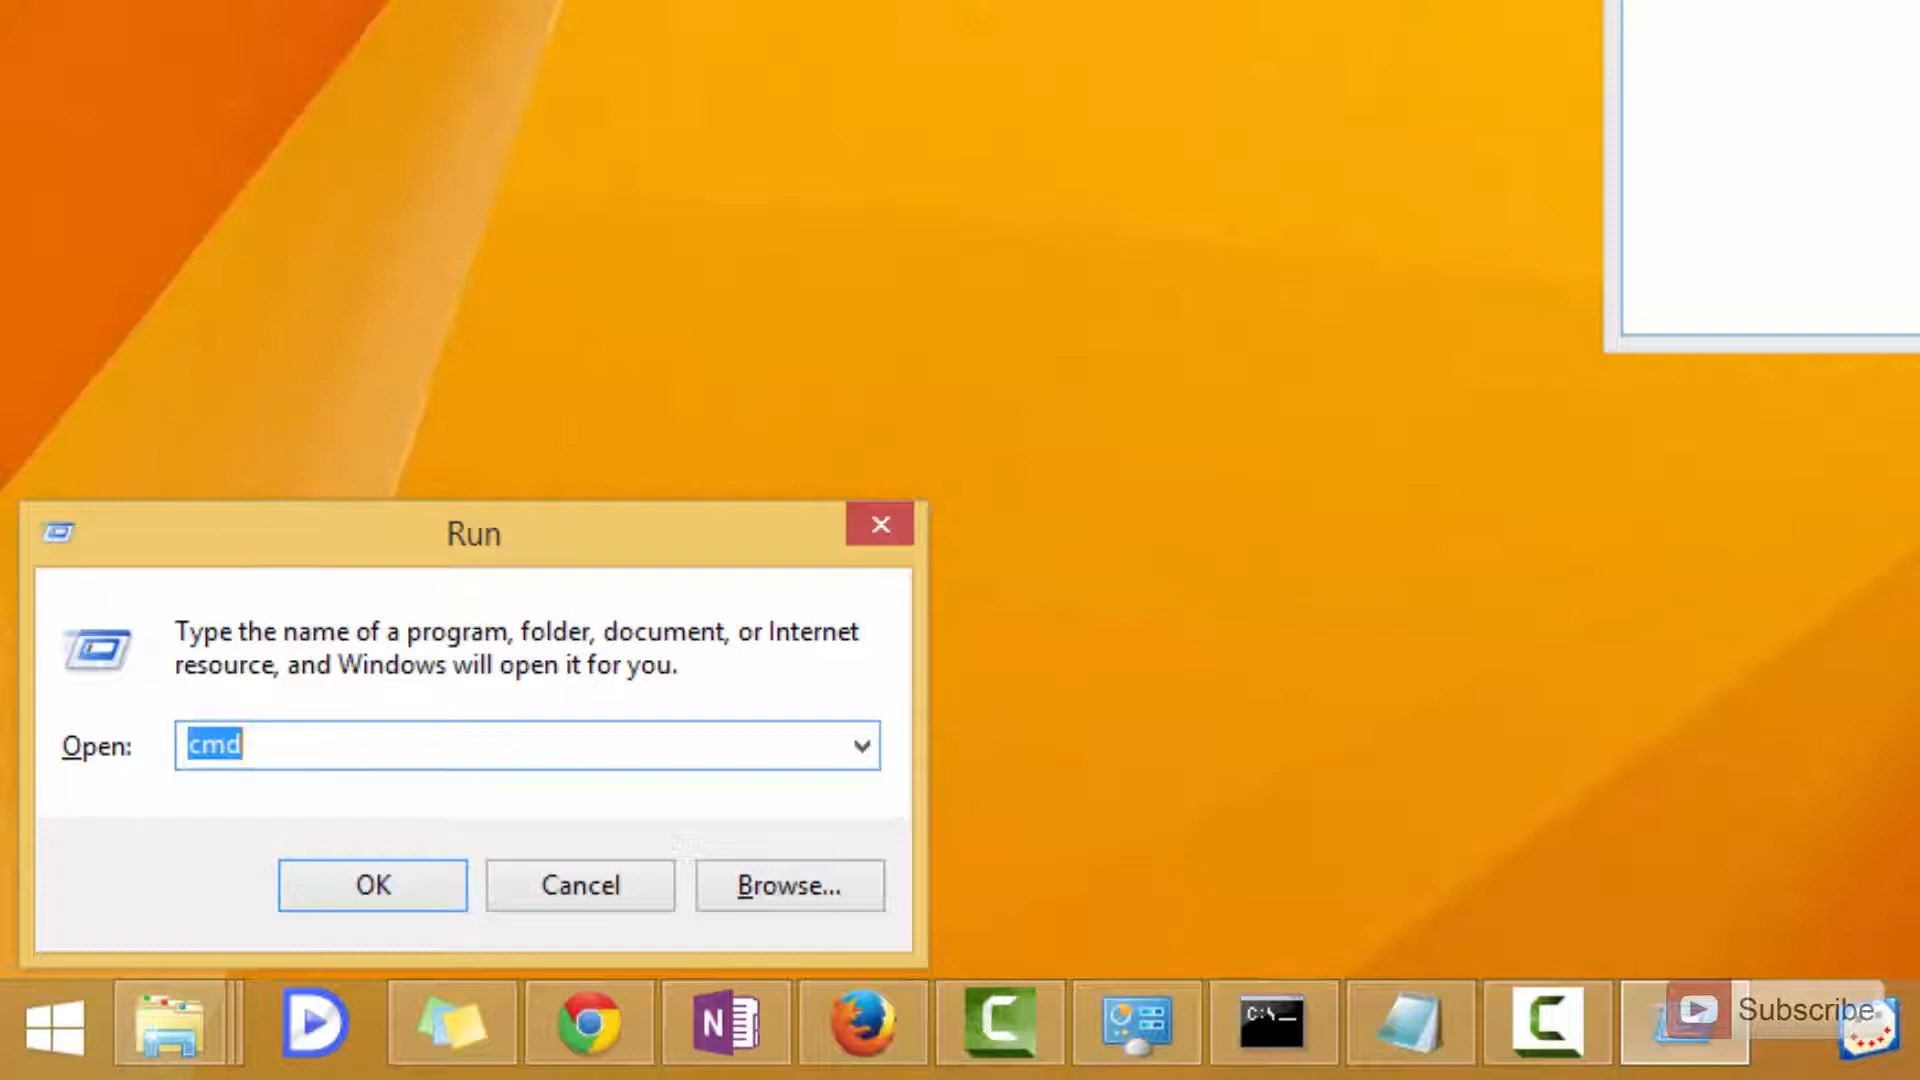 Run
Type the name of a program, folder, document, or Internet
resource, and Windows will open it for you.
Open:
cmd
OK
Cancel
Browse...
N
C
C:\_
C
Subscribe